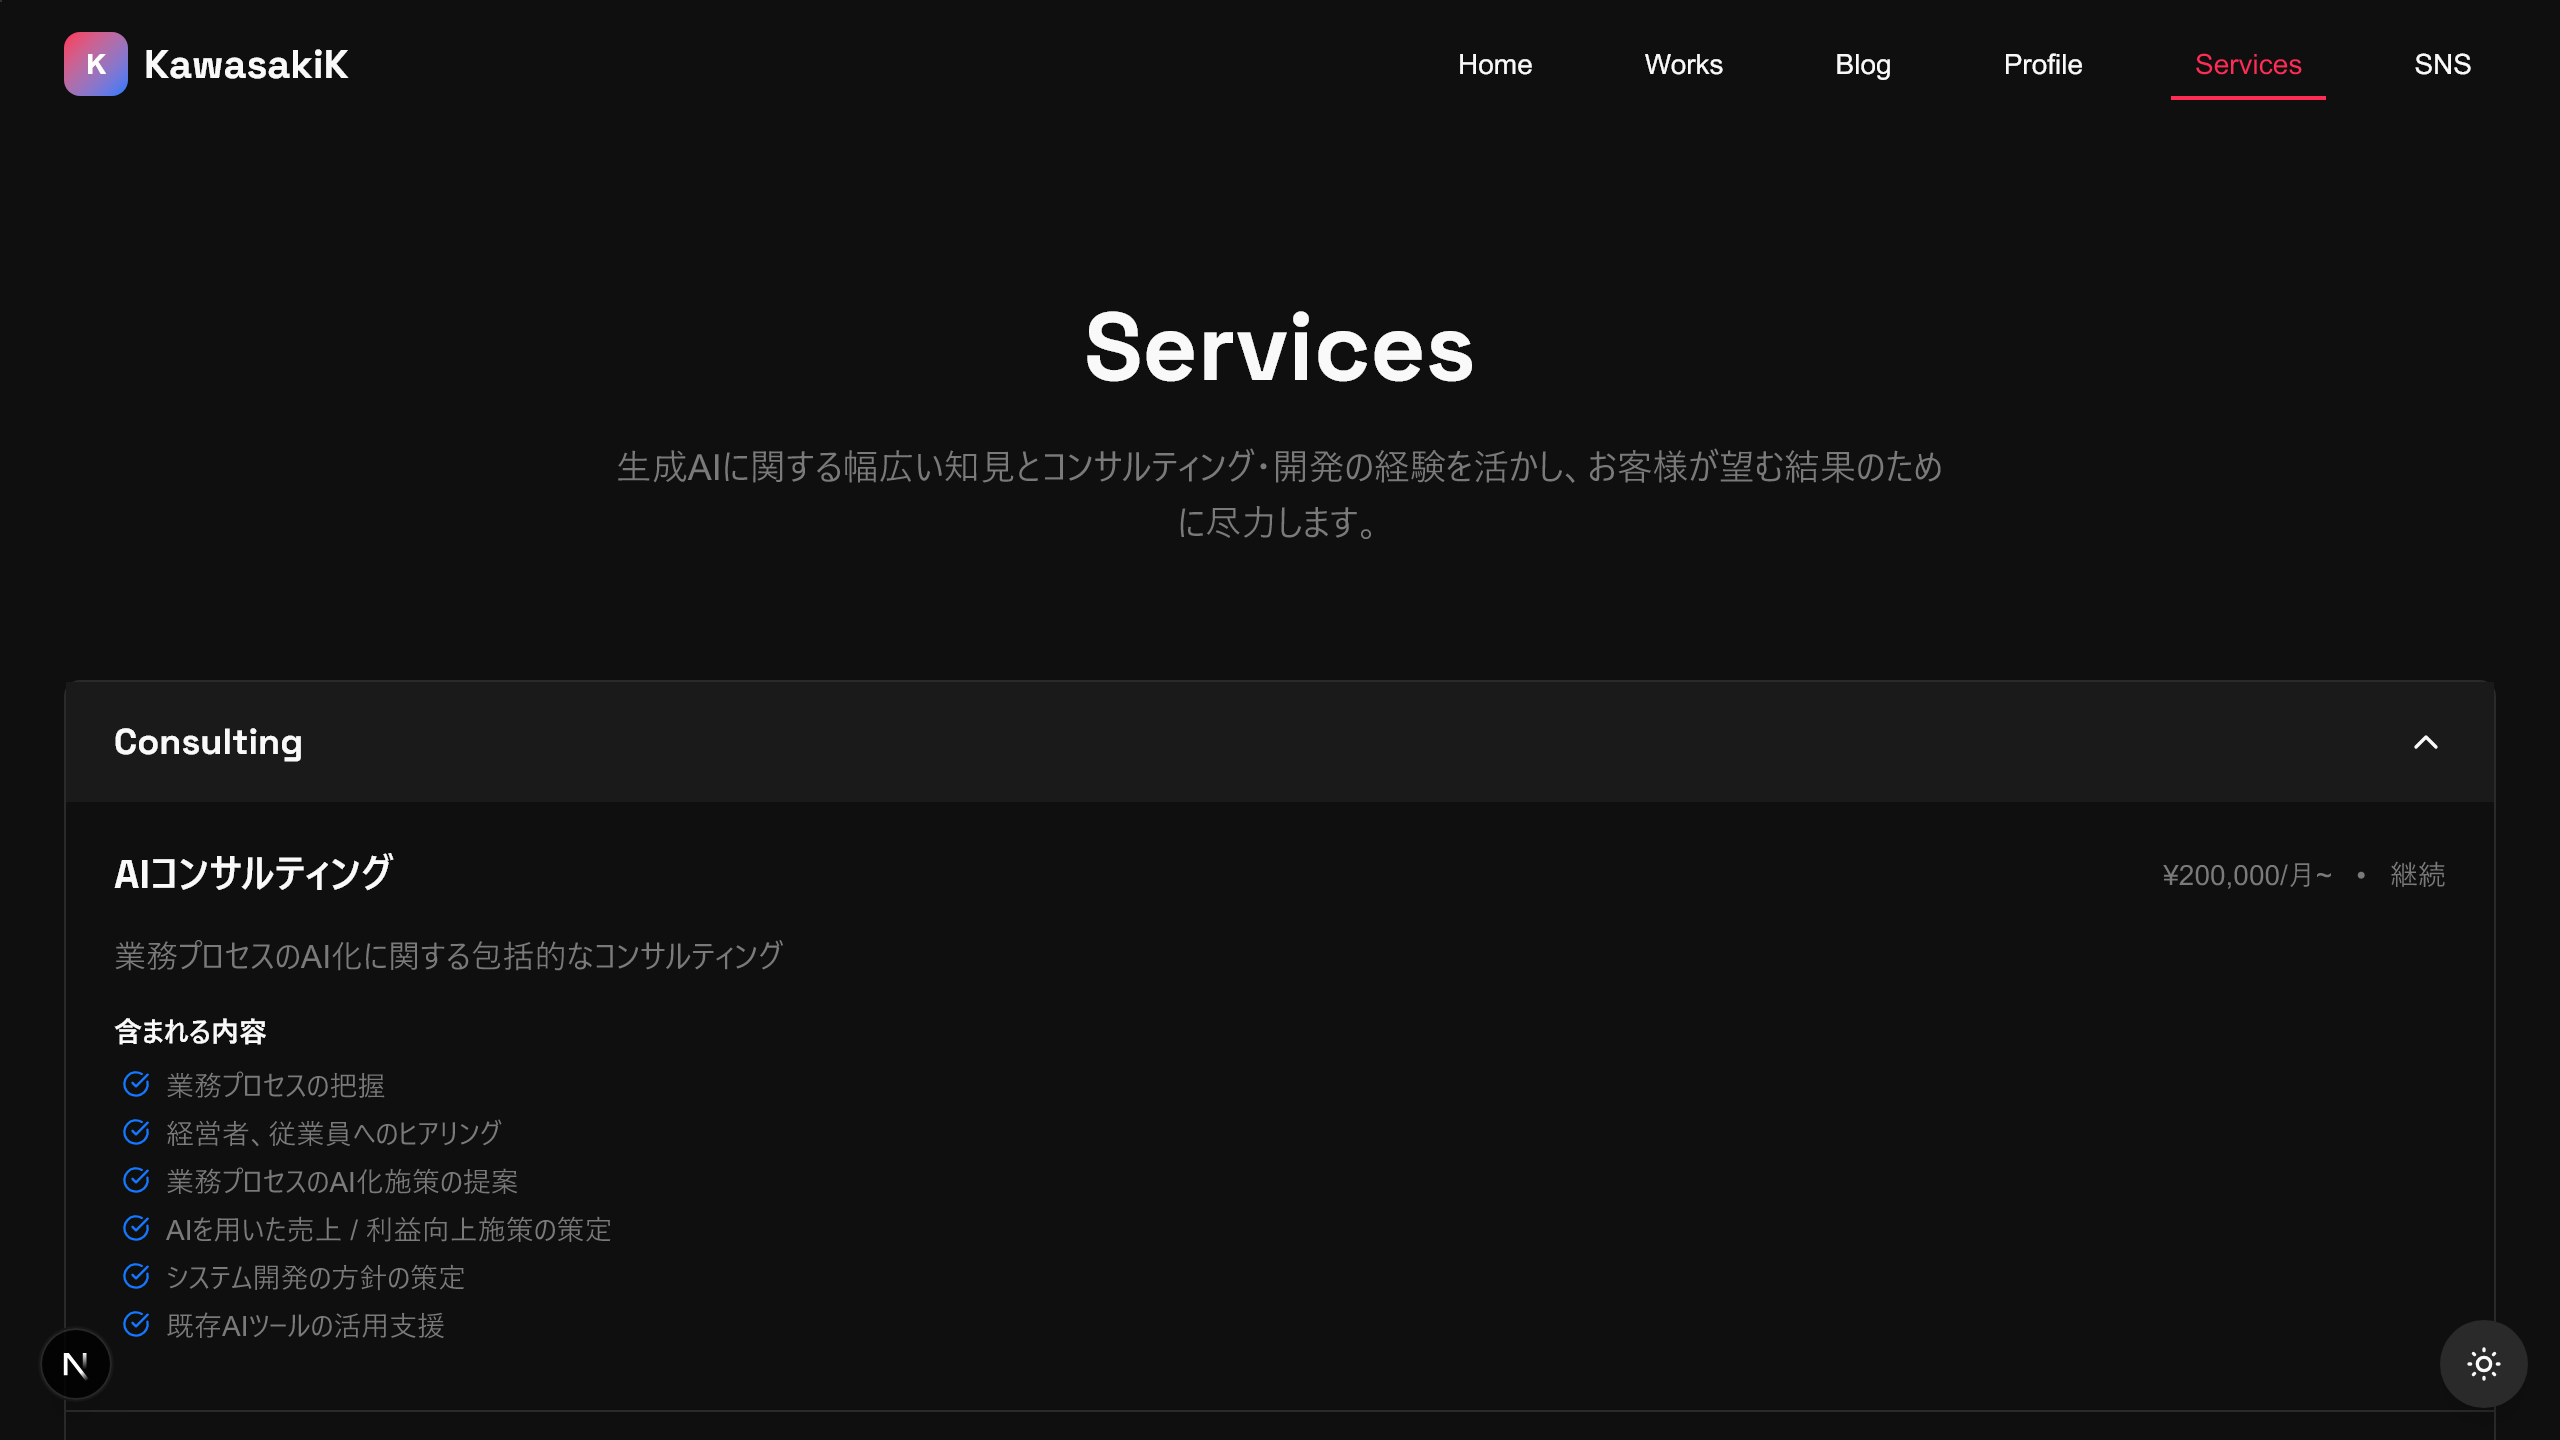 K KawasakiK
Home Works Blog Profile Services SNS
Services
生成AIに関する幅広い知見とコンサルティング・開発の経験を活かし、お客様が望む結果のため
に尽力します。
Consulting
AIコンサルティング
¥200,000/月~ • 継続
業務プロセスのAI化に関する包括的なコンサルティング
含まれる内容
業務プロセスの把握
経営者、従業員へのヒアリング
業務プロセスのAI化施策の提案
AIを用いた売上 / 利益向上施策の策定
システム開発の方針の策定
既存AIツールの活用支援
N